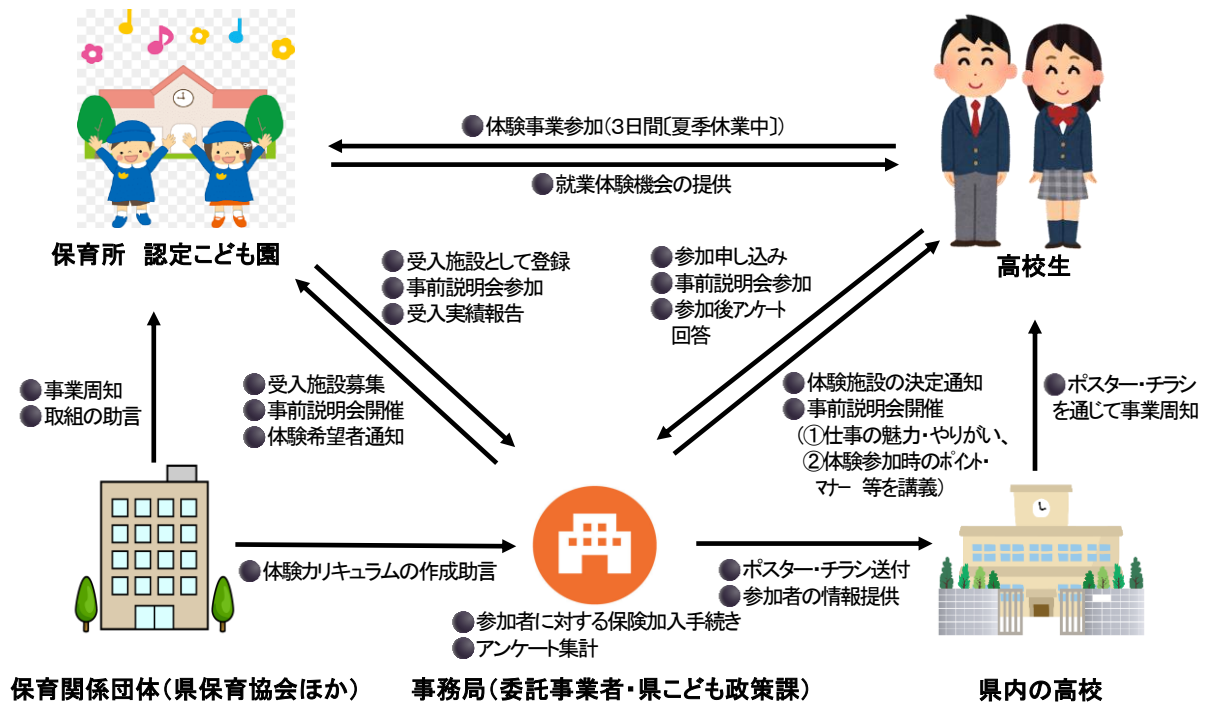 ●体験事業参加(3日間〔夏季休業中〕)
●就業体験機会の提供
保育所　認定こども園
高校生
●受入施設として登録
●事前説明会参加
●受入実績報告
●参加申し込み
●事前説明会参加
●参加後アンケート
回答
●事業周知
●取組の助言
●受入施設募集
●事前説明会開催
●体験希望者通知
●体験施設の決定通知
●事前説明会開催
(①仕事の魅力・やりがい、
②体験参加時のポイント・
マナー　等を講義)
●ポスター・チラシ
を通じて事業周知
●体験カリキュラムの作成助言
●ポスター・チラシ送付
●参加者の情報提供
●参加者に対する保険加入手続き
●アンケート集計
保育関係団体(県保育協会ほか)
事務局(委託事業者・県こども政策課)
県内の高校